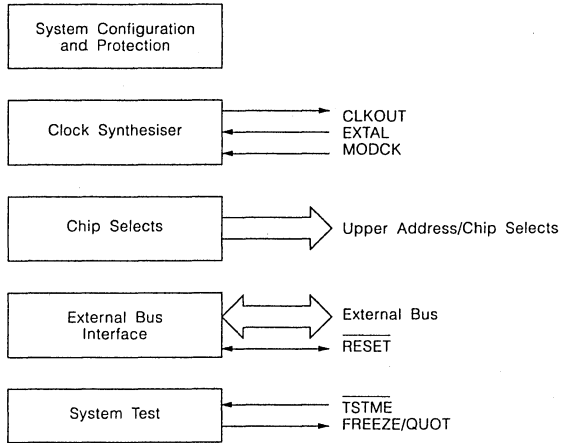 System Configuration
and Protection
Clock Synthesiser
CLKOUT
EXTAL
MODCK
Chip Selects
Upper Address/Chip Selects
External Bus
Interface
External Bus
RESET
System Test
TSTME
FREEZE/QUOT